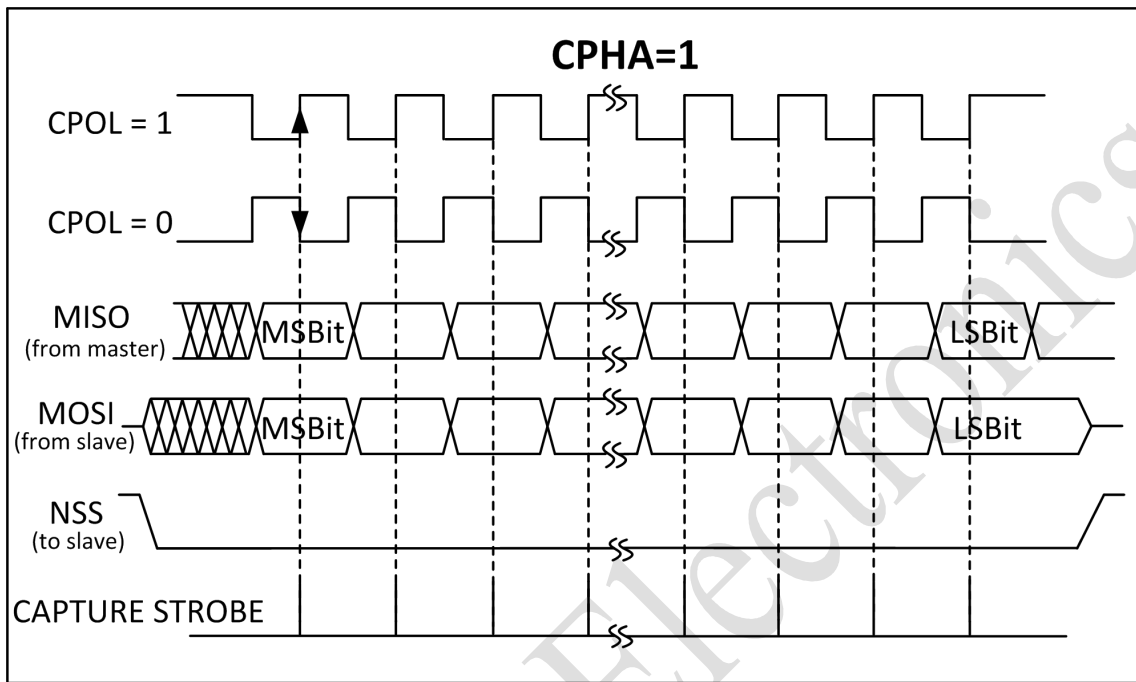 CPHA=1
CPOL = 1
CPOL = 0
MISO
(from master)
MSBit
LSBit
MOSI
(from slave)
MSBit
LSBit
NSS
(to slave)
CAPTURE STROBE
Electronics